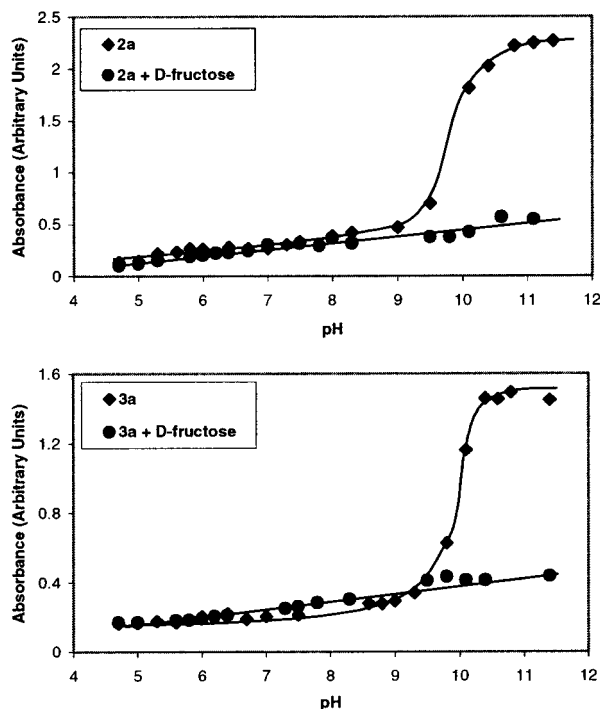 2.5
2
1.5
1
0.5
0
Absorbance (Arbitrary Units)
2a
2a + D-fructose
4 5 6 7 8 9 10 11 12
pH
1.6
1.2
0.8
0.4
0
Absorbance (Arbitrary Units)
3a
3a + D-fructose
4 5 6 7 8 9 10 11 12
pH